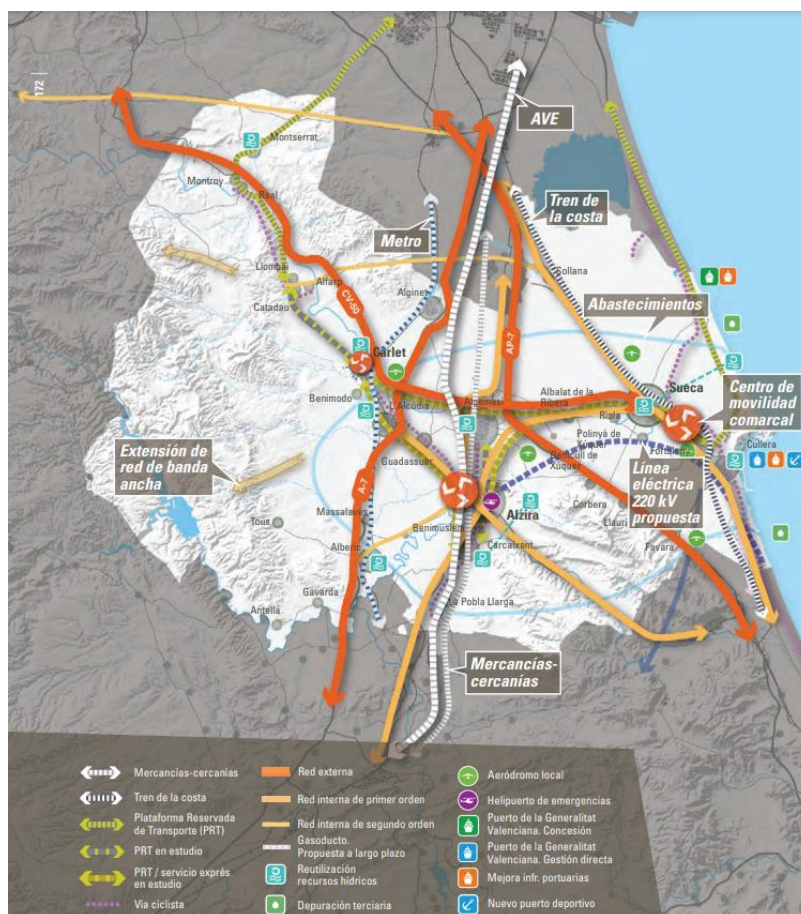 172
Montserrat
AVE
Montroy
Real
Metro
Tren de
la costa
Llombai
Alfarp
Sollana
Catadau
CV-50
Alginet
Abastecimientos
AP-7
Carlet
Sueca
Benimodo
L'Alcúdia
Algemesí
Albalat de la
Ribera
Riola
Centro de
movilidad
comarcal
Polinyà de
Xúquer
Fortaleny
Cullera
Extensión de
red de banda
ancha
Guadassuar
Benicull de
Xúquer
Línea
eléctrica
220 kV
propuesta
A-7
Alzira
Corbera
Tous
Massalavés
Llaurí
Benimuslem
Carcaixent
Favara
Alberic
Gavarda
La Pobla Llarga
Antella
Mercancías-
cercanías
Mercancías-cercanías
Tren de la costa
Plataforma Reservada
de Transporte (PRT)
PRT en estudio
PRT / servicio exprés
en estudio
Vía ciclista
Red externa
Red interna de primer orden
Red interna de segundo orden
Gasoducto.
Propuesta a largo plazo
Reutilización
recursos hídricos
Depuración terciaria
Aeródromo local
Helipuerto de emergencias
Puerto de la Generalitat
Valenciana. Concesión
Puerto de la Generalitat
Valenciana. Gestión directa
Mejora infr. portuarias
Nuevo puerto deportivo